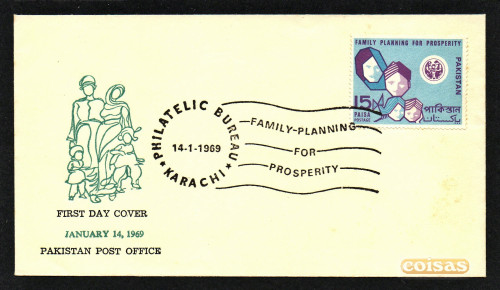 FAMILY PLANNING FOR PROSPERITY
PAKISTAN
15
PAISA
POSTAGE
পাকিস্তান
پاکستان
PHILATELIC BUREAU
14-1-1969
★ KARACHI ★
FAMILY-PLANNING
FOR
PROSPERITY
FIRST DAY COVER
JANUARY 14, 1969
PAKISTAN POST OFFICE
coisas